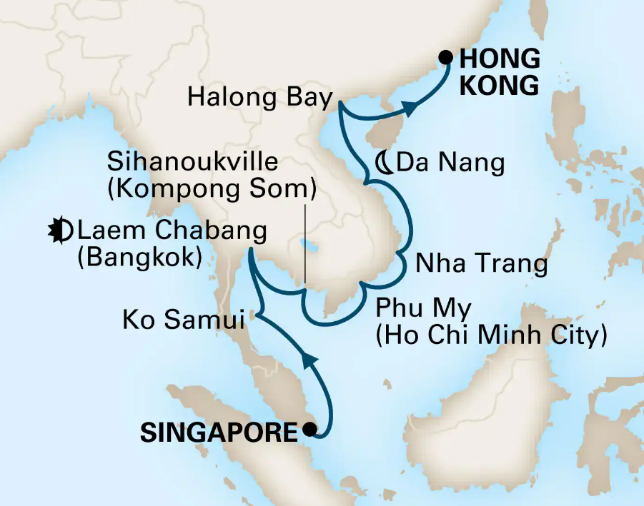 HONG
KONG
Halong Bay
Da Nang
Sihanoukville
(Kompong Som)
Laem Chabang
(Bangkok)
Nha Trang
Phu My
(Ho Chi Minh City)
Ko Samui
SINGAPORE